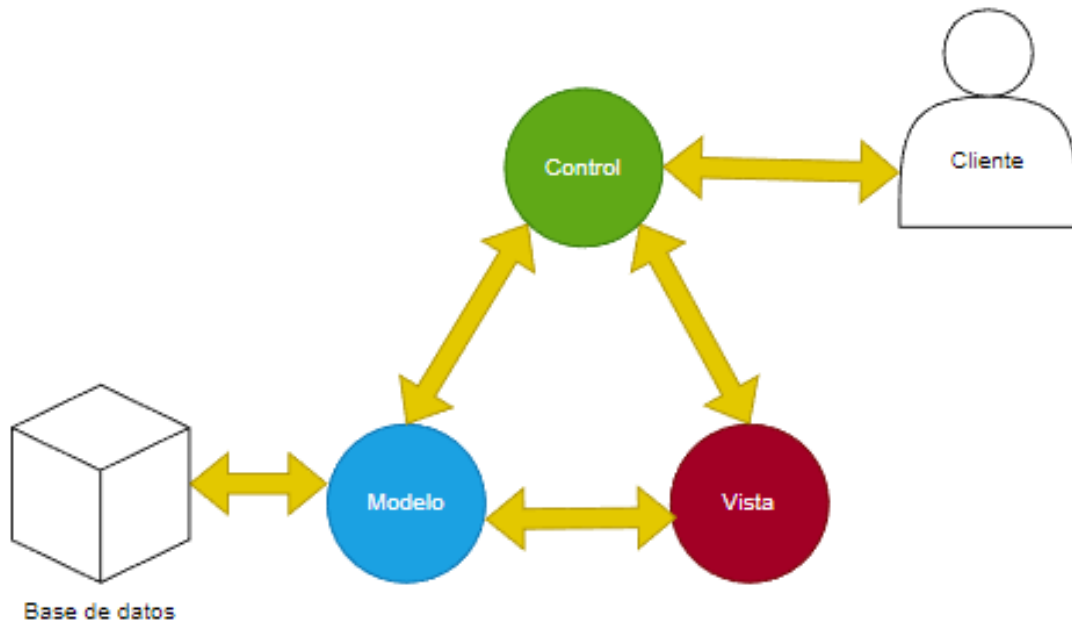 Cliente
Control
Modelo
Vista
Base de datos